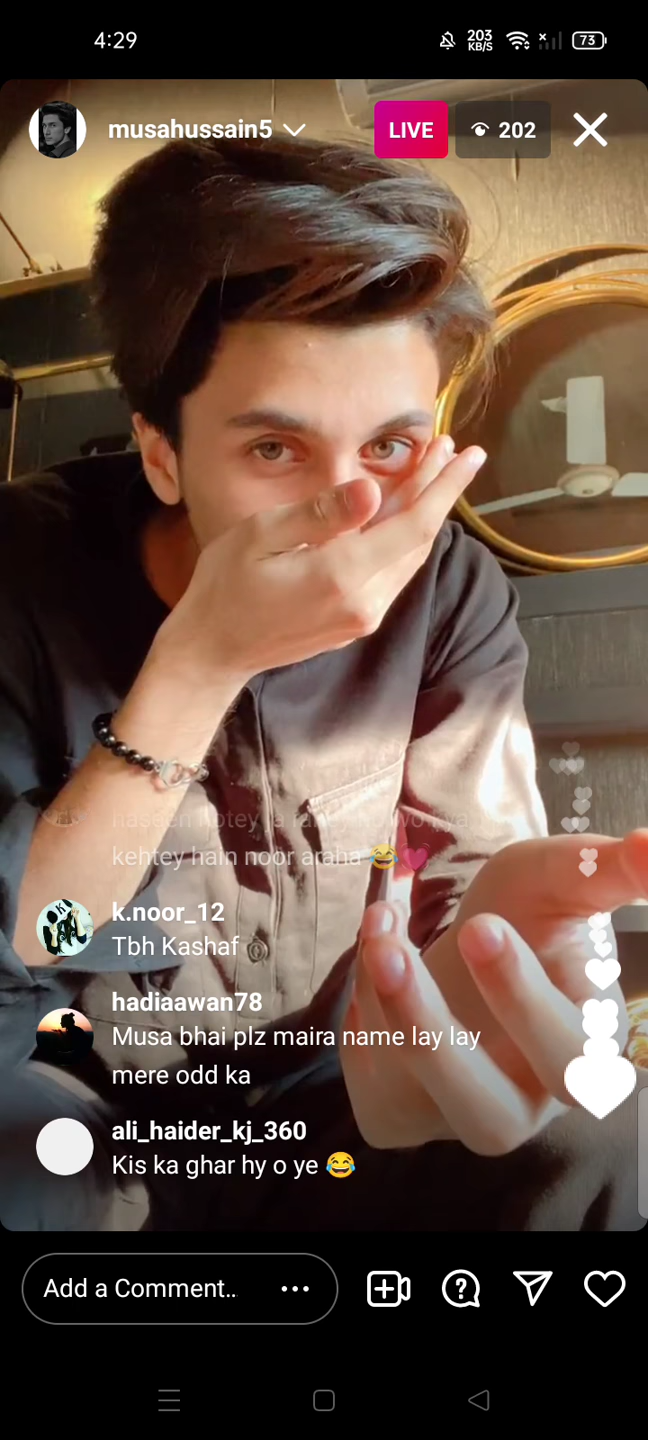 4:29
203
KB/S
73
musahussain5
LIVE
202
kehtey hain noor araha 😂💗
k.noor_12
Tbh Kashaf
hadiaawan78
Musa bhai plz maira name lay lay
mere odd ka
ali_haider_kj_360
Kis ka ghar hy o ye 😂
Add a Comment..